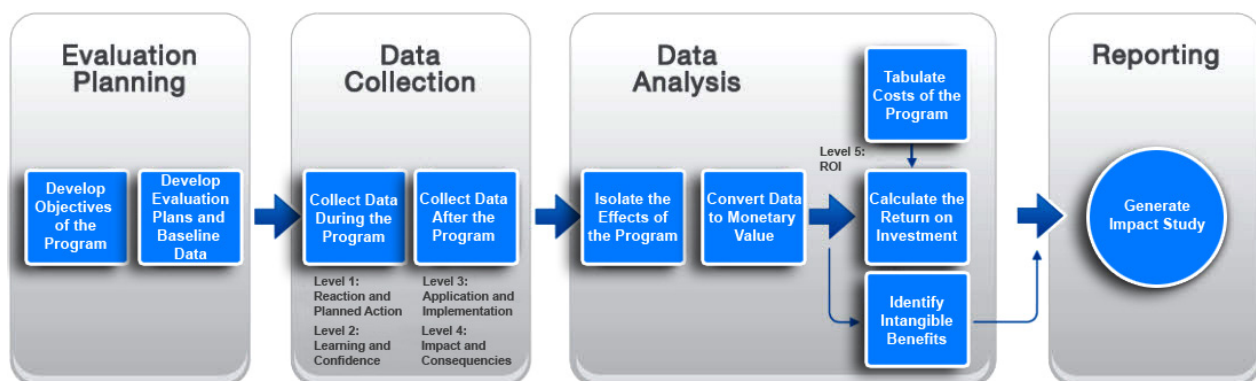 Evaluation
Planning
Develop
Objectives
of the
Program
Develop
Evaluation
Plans and
Baseline
Data
Data
Collection
Collect Data
During the
Program
Collect Data
After the
Program
Level 1:
Reaction and
Planned Action
Level 2:
Learning and
Confidence
Level 3:
Application and
Implementation
Level 4:
Impact and
Consequencies
Data
Analysis
Isolate the
Effects of
the Program
Convert Data
to Monetary
Value
Tabulate
Costs of the
Program
Level 5:
ROI
Calculate the
Return on
Investment
Identify
Intangible
Benefits
Reporting
Generate
Impact Study